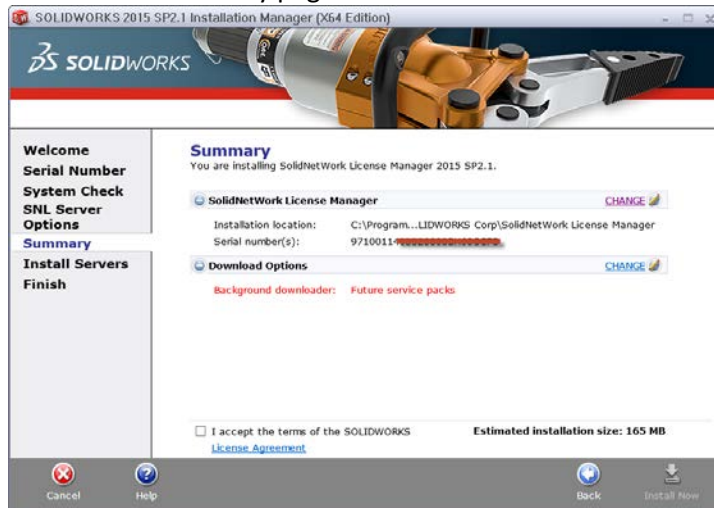 SOLIDWORKS 2015 SP2.1 Installation Manager (X64 Edition)
SOLIDWORKS
Welcome
Serial Number
System Check
SNL Server
Options
Summary
Install Servers
Finish
Summary
You are installing SolidNetWork License Manager 2015 SP2.1.
SolidNetWork License Manager CHANGE
Installation location: C:\Program...LIDWORKS Corp\SolidNetWork License Manager
Serial number(s): 9710011
Download Options CHANGE
Background downloader: Future service packs
I accept the terms of the SOLIDWORKS Estimated installation size: 165 MB
License Agreement
Cancel Help Back Install Now